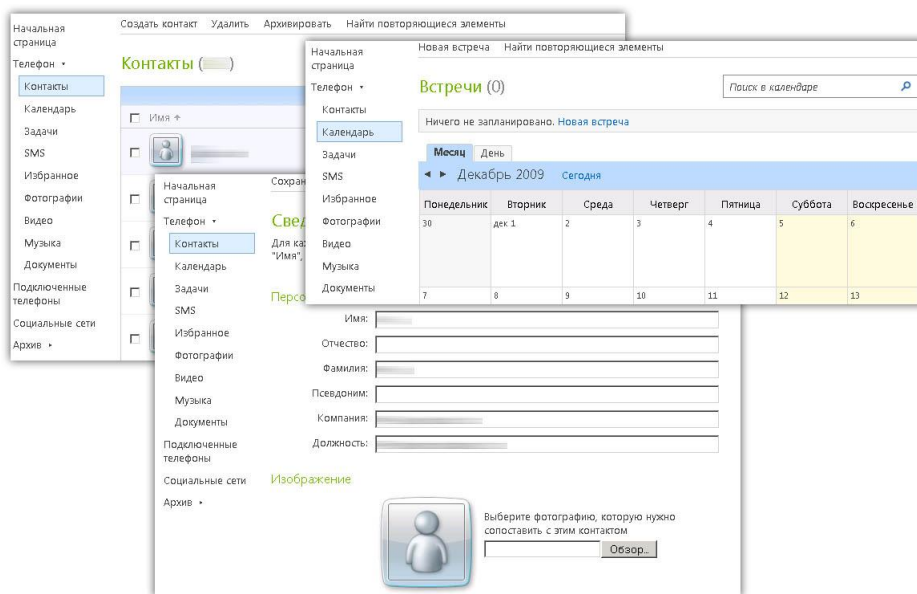 Создать контакт Удалить Архивировать Найти повторяющиеся элементы
Начальная
страница
Телефон
Контакты
Календарь
Задачи
SMS
Избранное
Фотографии
Видео
Музыка
Документы
Подключенные
телефоны
Социальные сети
Архив
Контакты ( )
Имя
Новая встреча Найти повторяющиеся элементы
Начальная
страница
Телефон
Контакты
Календарь
Задачи
SMS
Избранное
Фотографии
Видео
Музыка
Документы
Встречи (0)
Поиск в календаре
Ничего не запланировано. Новая встреча
Месяц День
Декабрь 2009 Сегодня
Понедельник Вторник Среда Четверг Пятница Суббота Воскресенье
30 дек 1 2 3 4 5 6
7 8 9 10 11 12 13
Начальная
страница
Телефон
Контакты
Календарь
Задачи
SMS
Избранное
Фотографии
Видео
Музыка
Документы
Подключенные
телефоны
Социальные сети
Архив
"Имя",
Имя:
Отчество:
Фамилия:
Псевдоним:
Компания:
Должность:
Изображение
Выберите фотографию, которую нужно
сопоставить с этим контактом
Обзор...